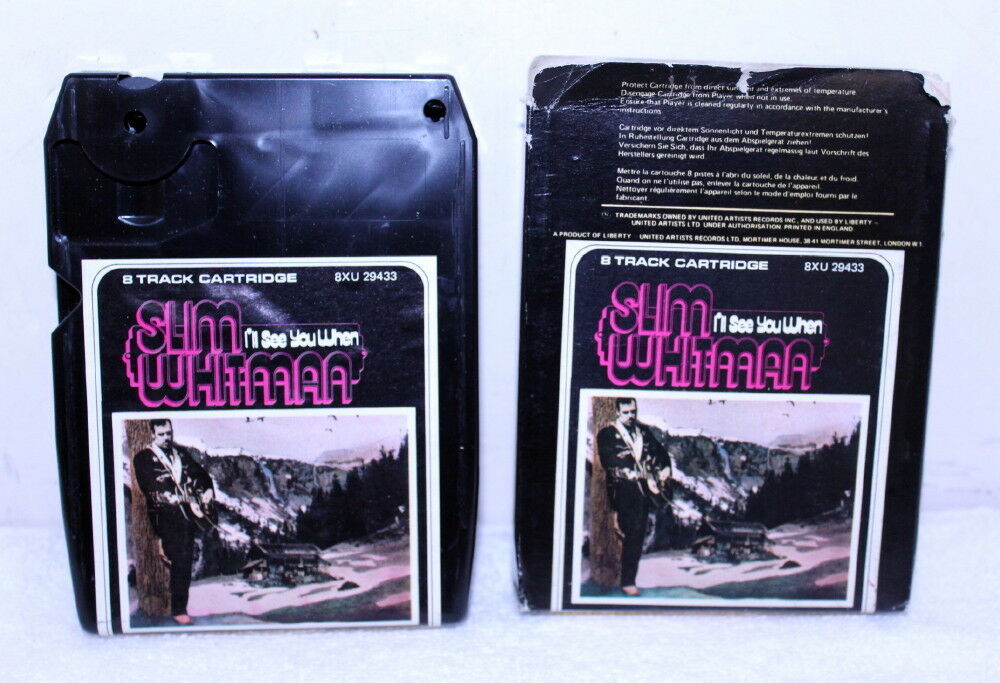 8 TRACK CARTRIDGE 8XU 29433
SLIM
I'll See You When
WHITMAN
Protect Cartridge from direct and extremes of temperature
Disengage Cartridge from Player when not in use.
Ensure that Player is cleaned regularly in accordance with the manufacturer's
instructions
Cartridge vor direktem Sonnenlicht und Temperaturextremen schutzen!
In Ruhestellung Cartridge aus dem Abspielgerat ziehen!
Versichern Sie Sich, dass Ihr Abspielgerat regelmassig laut Vorschrift des
Herstellers gereinigt wird.
Mettre la cartouche 8 pistes à l'abri du soleil, de la chaleur et du froid.
Quand on ne l'utilise pas, enlever la cartouche de l'appareil.
Nettoyer régulièrement l'appareil selon le mode d'emploi fourni par le
fabricant.
TRADEMARKS OWNED BY UNITED ARTISTS RECORDS INC., AND USED BY LIBERTY -
UNITED ARTISTS LTD. UNDER AUTHORISATION. PRINTED IN ENGLAND
A PRODUCT OF LIBERTY - UNITED ARTISTS RECORDS LTD, MORTIMER HOUSE, 38-41 MORTIMER STREET, LONDON W.1.
8 TRACK CARTRIDGE 8XU 29433
SLIM
I'll See You When
WHITMAN